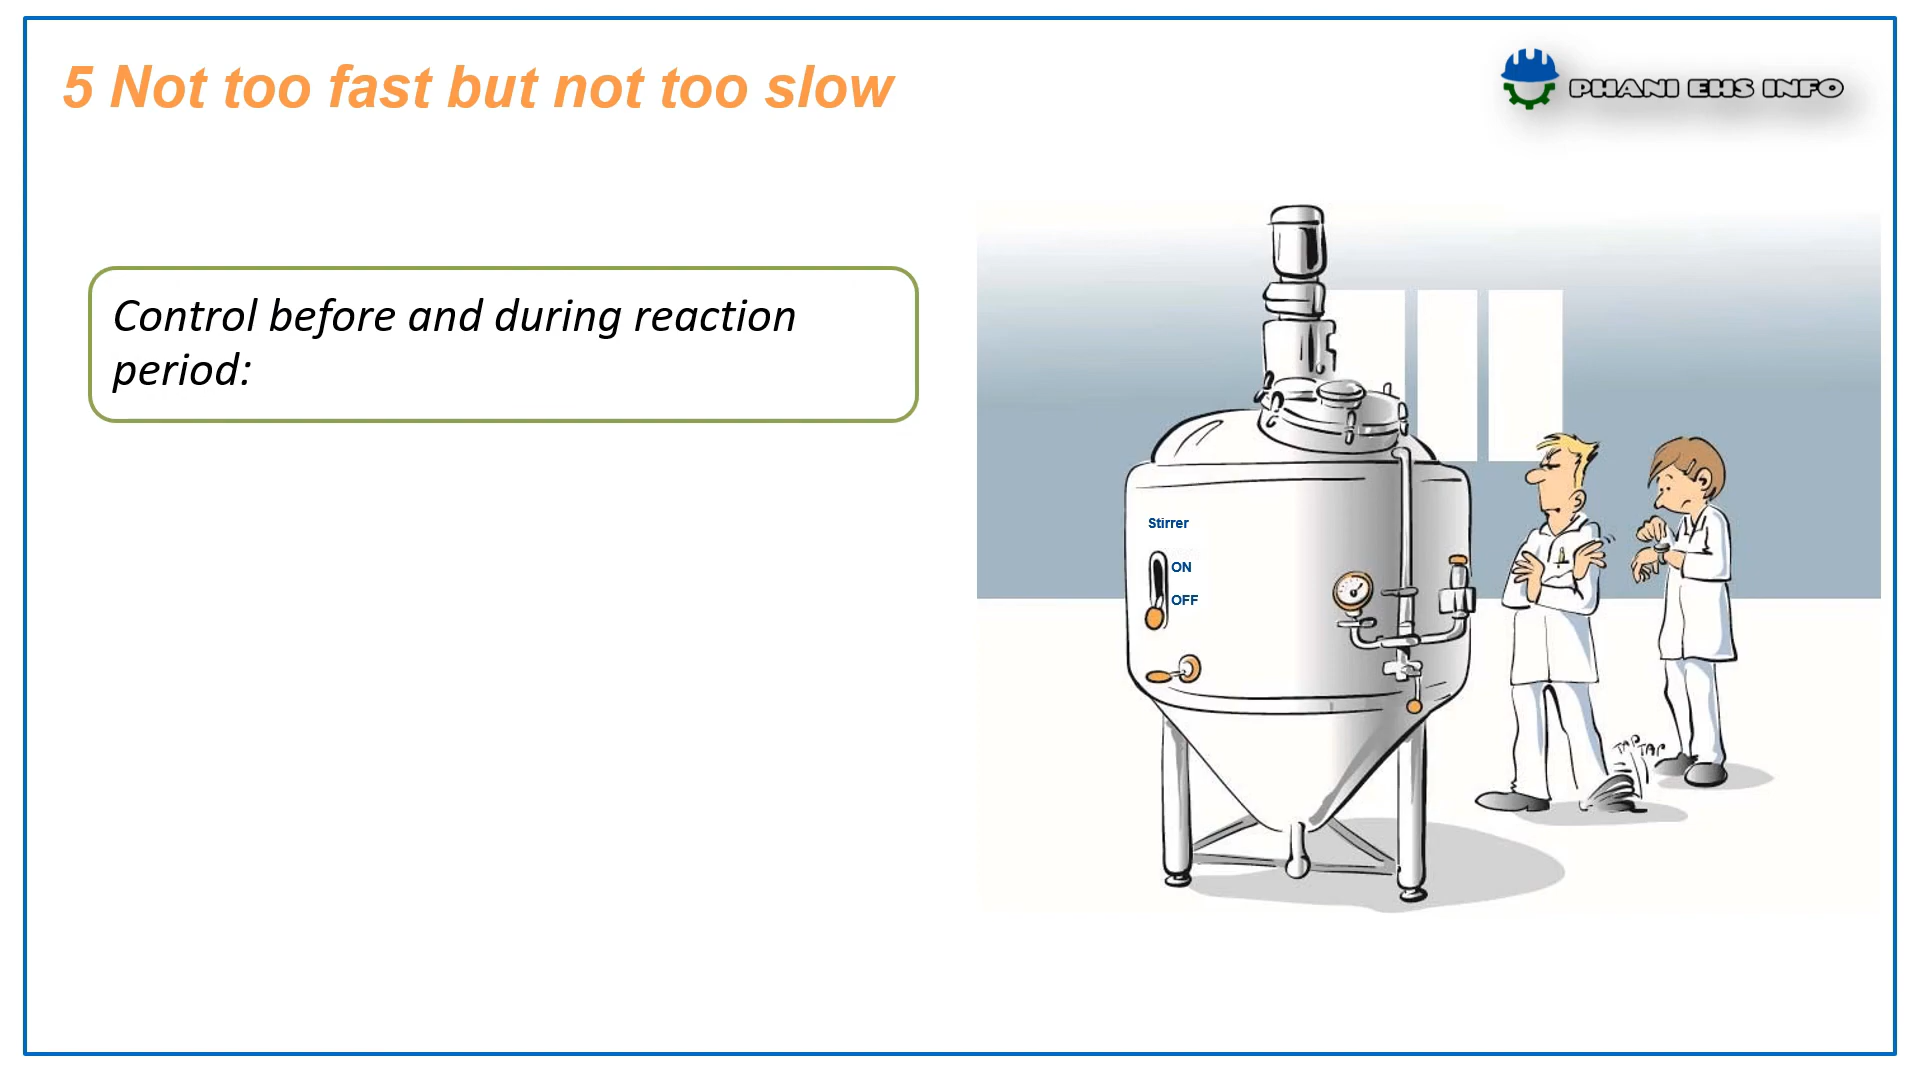 5 Not too fast but not too slow
PHANI EHS INFO
Control before and during reaction
period:
Stirrer
ON
OFF
TAP
TAP